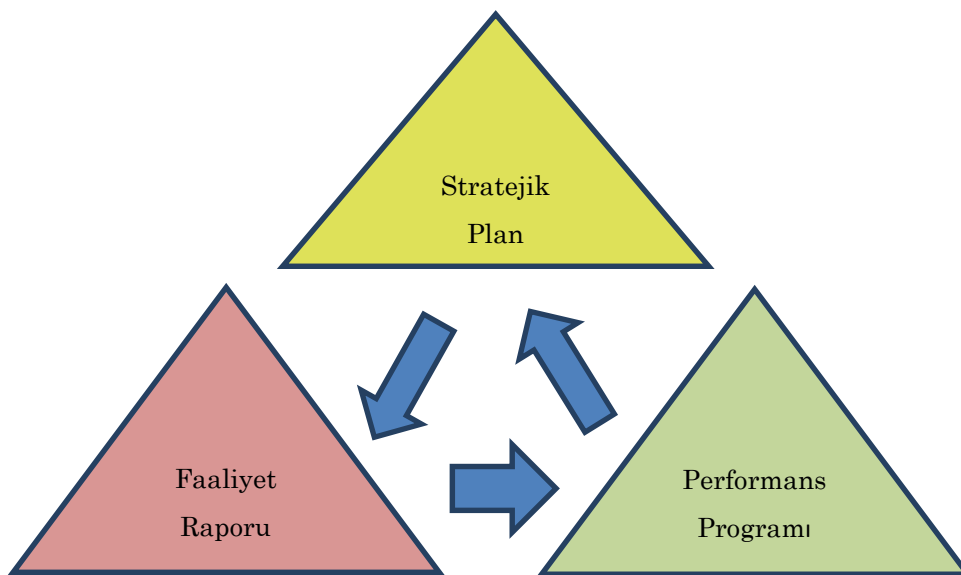 Stratejik
Plan
Faaliyet
Raporu
Performans
Programı